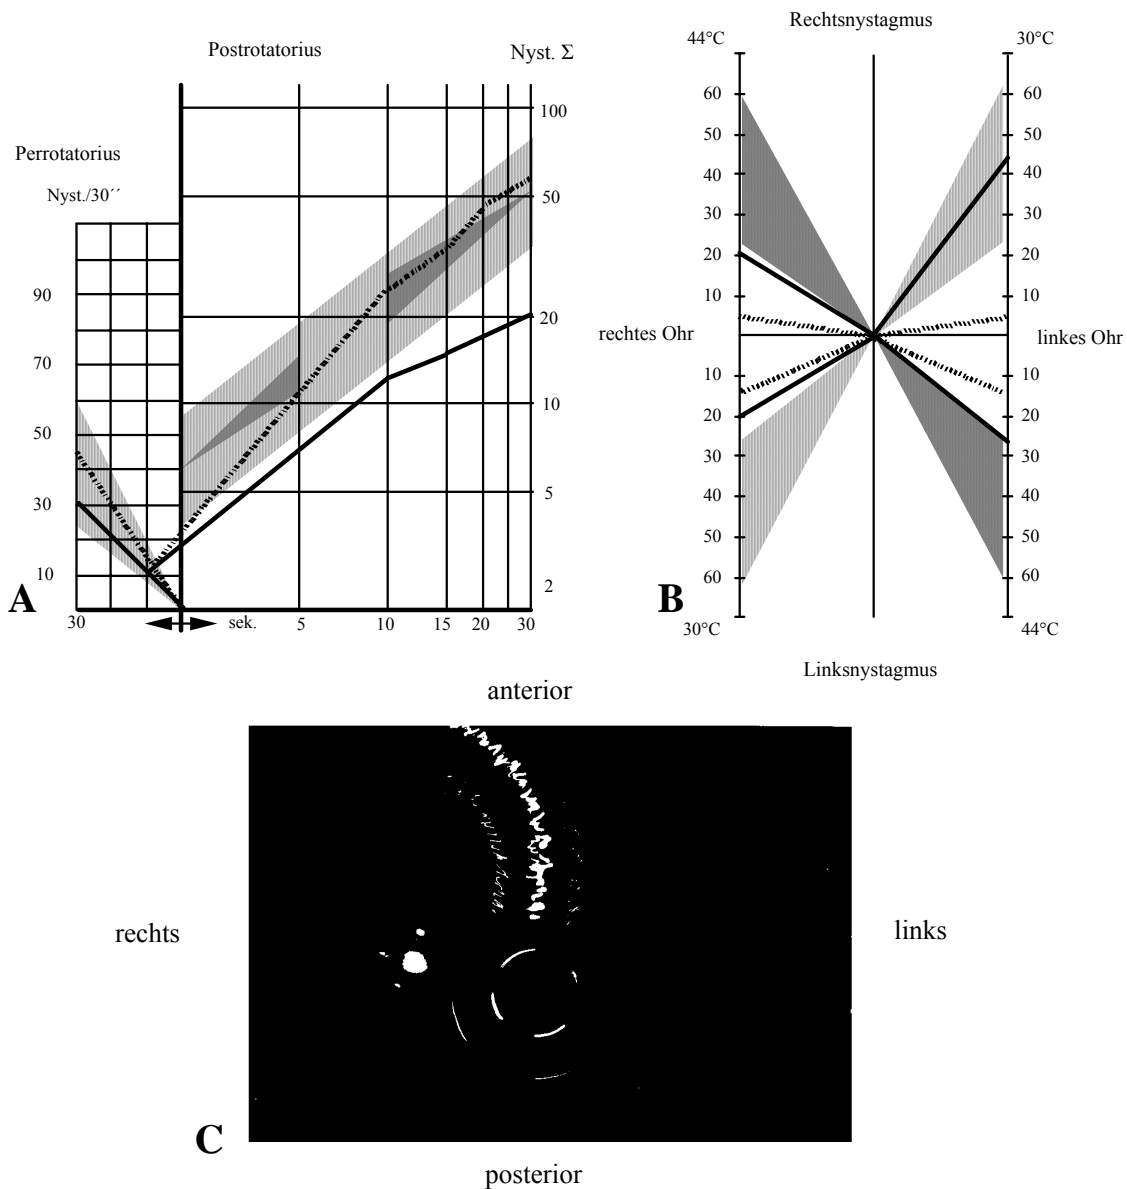 Postrotatorius
Nyst. Σ
Perrotatorius
Nyst./30´´
100
50
20
10
5
2
90
70
50
30
10
A
30
sek.
5
10
15
20
30
Rechtsnystagmus
44°C
30°C
60
50
40
30
20
10
60
50
40
30
20
10
rechtes Ohr
linkes Ohr
10
20
30
40
50
60
10
20
30
40
50
60
B
30°C
44°C
Linksnystagmus
anterior
rechts
links
C
posterior